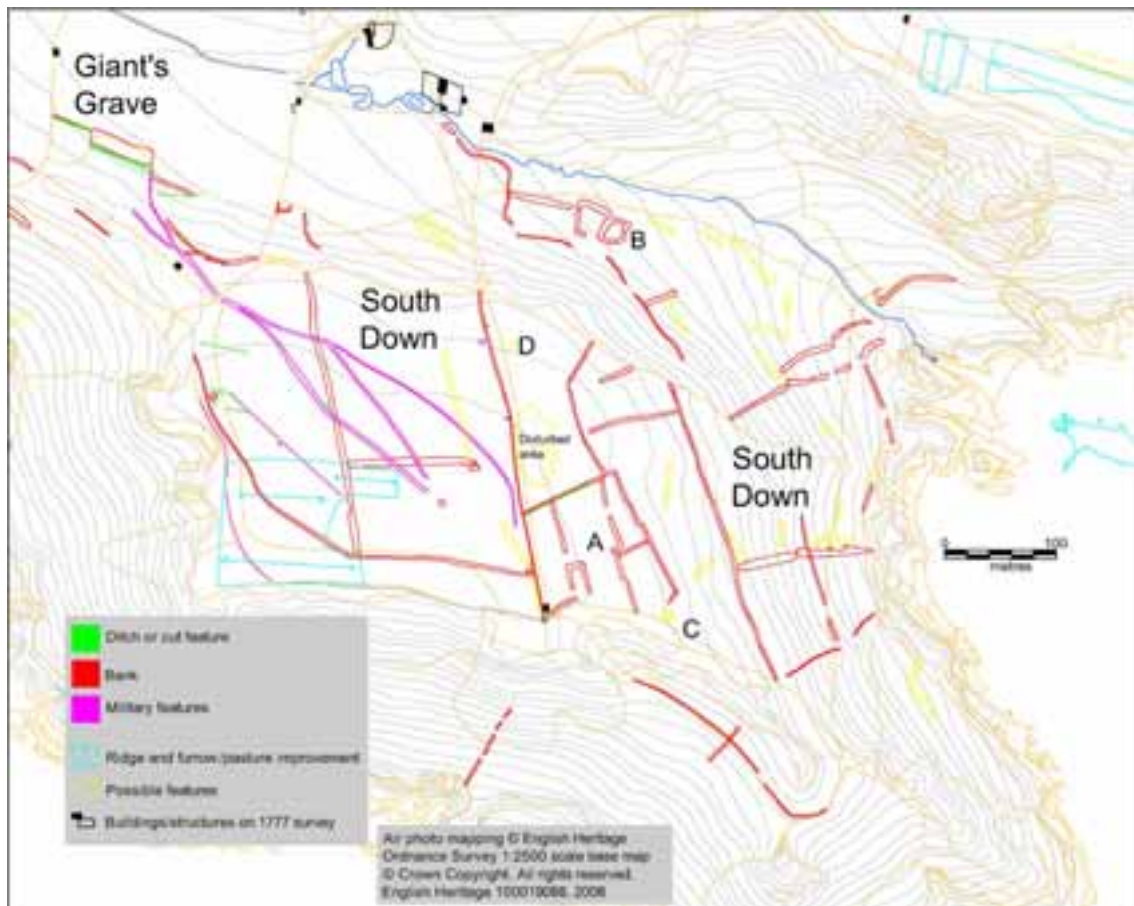 Giant's
Grave
B
South
Down
D
Disturbed
area
South
Down
A
0 100
metres
C
Ditch or cut feature
Bank
Military features
Ridge and furrow/pasture improvement
Possible features
Buildings/structures on 1777 survey
Air photo mapping © English Heritage
Ordnance Survey 1:2500 scale base map
© Crown Copyright. All rights reserved.
English Heritage 100019088, 2008